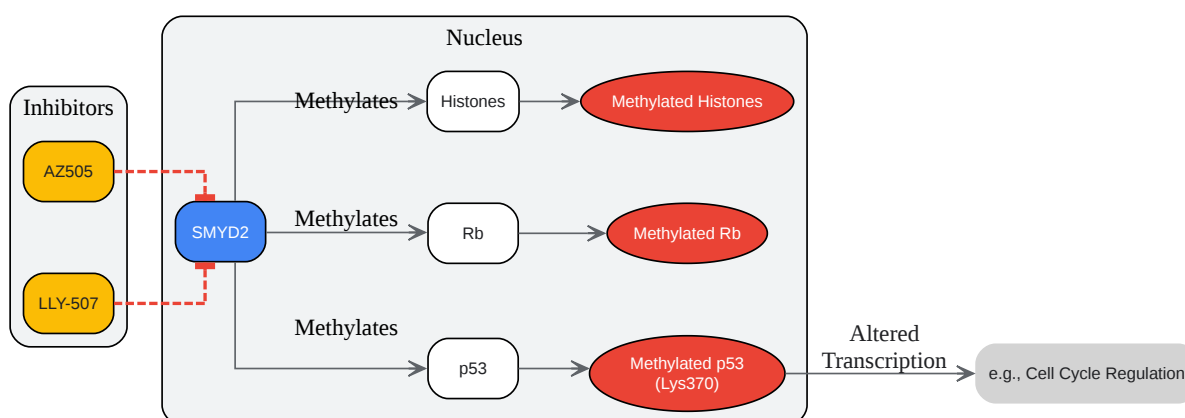 Nucleus
Inhibitors
AZ505
LLY-507
SMYD2
Methylates
Histones
Methylated Histones
Methylates
Rb
Methylated Rb
Methylates
p53
Methylated p53
(Lys370)
Altered
Transcription
e.g., Cell Cycle Regulation